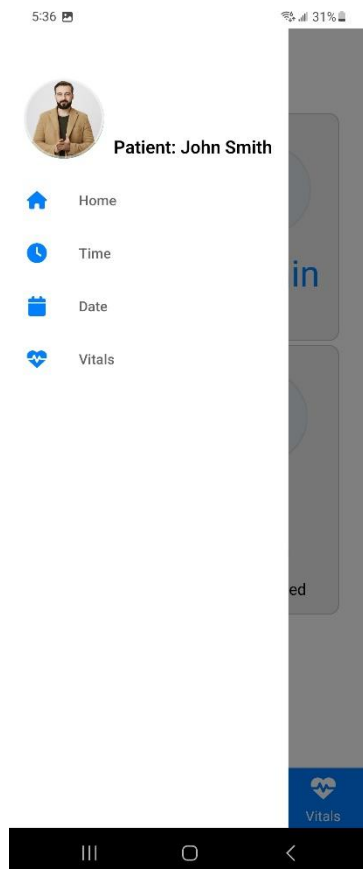 5:36 31%
Patient: John Smith
Home
Time
in
Date
Vitals
ed
Vitals